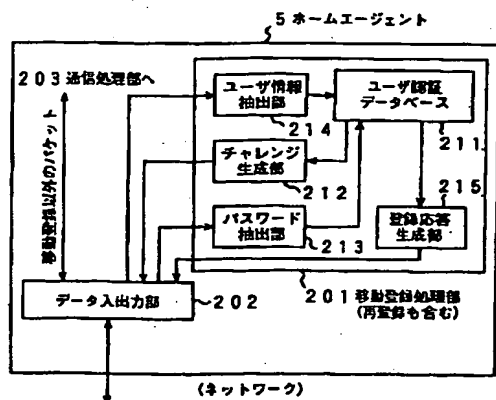 5 ホームエージェント
203 通信処理部へ
移動登録以外のパケット
ユーザ情報
抽出部
214
ユーザ認証
データベース
211
チャレンジ
生成部
212
215
パスワード
抽出部
213
登録応答
生成部
データ入出力部
202
201 移動登録処理部
(再登録も含む)
(ネットワーク)